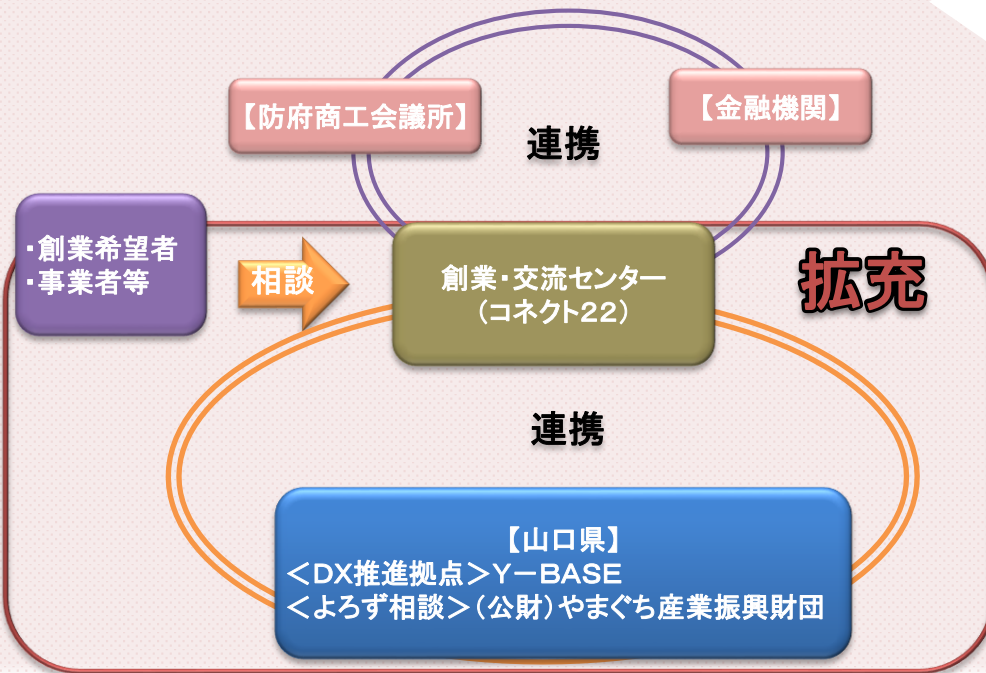 【防府商工会議所】
【金融機関】
連携
・創業希望者
・事業者等
相談
創業・交流センター
（コネクト２２）
拡充
連携
【山口県】
＜DX推進拠点＞Y－BASE
＜よろず相談＞（公財）やまぐち産業振興財団